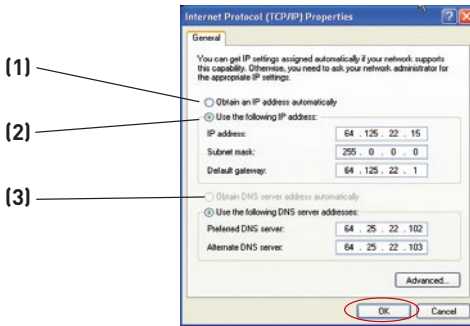 Internet Protocol (TCP/IP) Properties
General
You can get IP settings assigned automatically if your network supports
this capability. Otherwise, you need to ask your network administrator for
the appropriate IP settings.
(1)
Obtain an IP address automatically
(2)
Use the following IP address:
IP address: 64 . 125 . 22 . 15
Subnet mask: 255 . 0 . 0 . 0
Default gateway: 64 . 125 . 22 . 1
(3)
Obtain DNS server address automatically
Use the following DNS server addresses:
Preferred DNS server: 64 . 25 . 22 . 102
Alternate DNS server: 64 . 25 . 22 . 103
Advanced...
OK Cancel